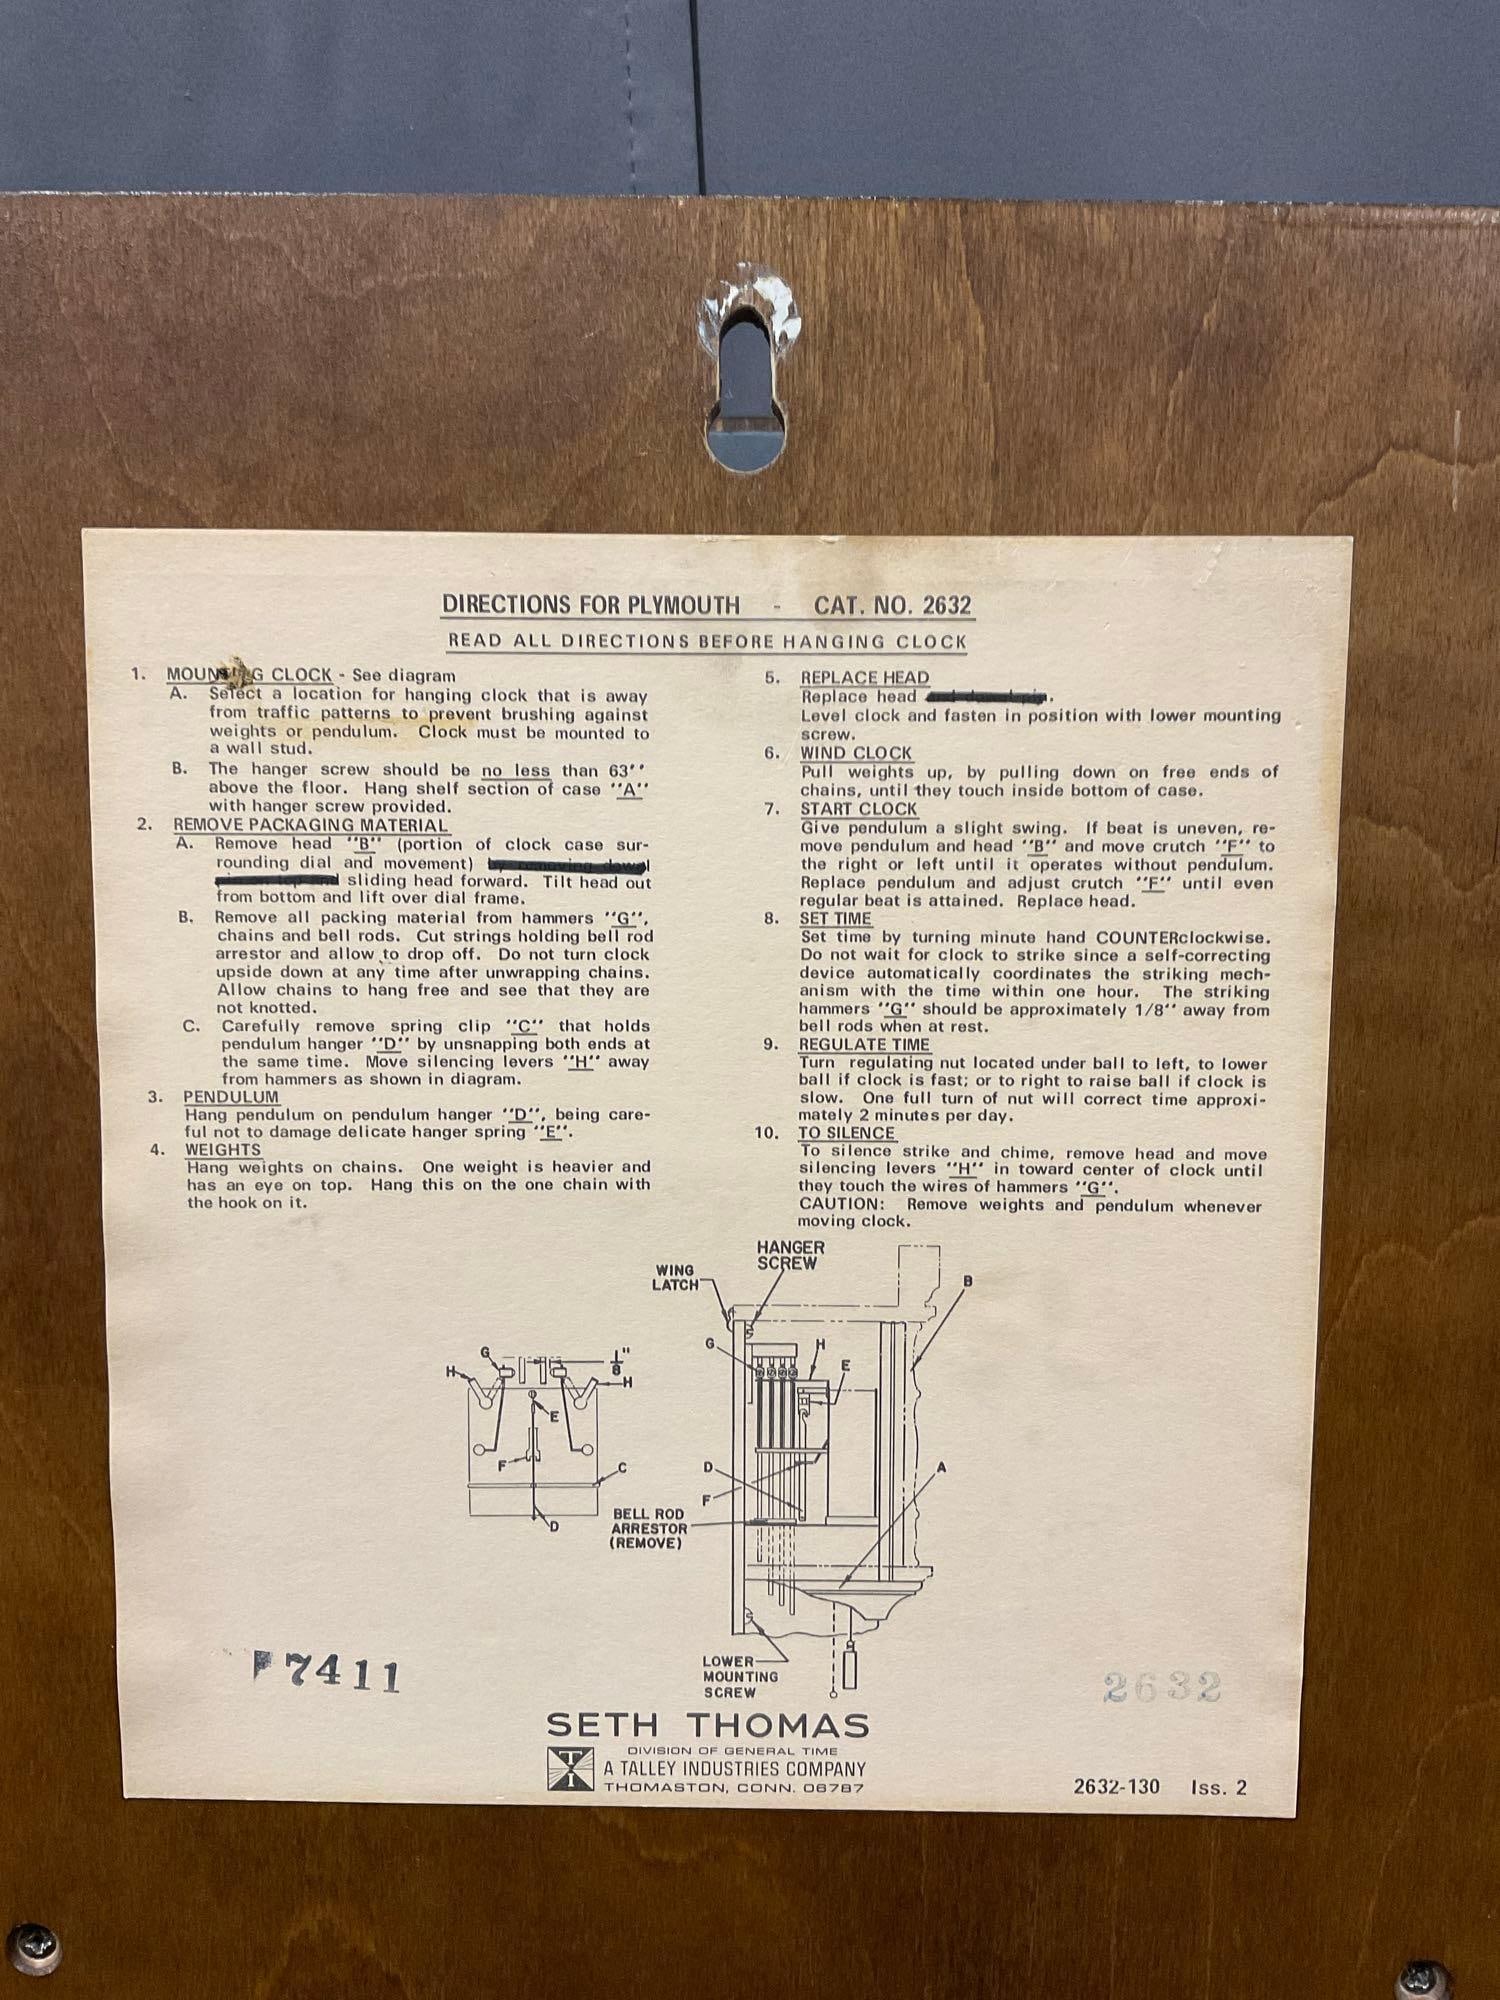 DIRECTIONS FOR PLYMOUTH - CAT. NO. 2632
READ ALL DIRECTIONS BEFORE HANGING CLOCK
1. MOUNTING CLOCK - See diagram
A. Select a location for hanging clock that is away
from traffic patterns to prevent brushing against
weights or pendulum. Clock must be mounted to
a wall stud.
B. The hanger screw should be no less than 63''
above the floor. Hang shelf section of case ''A''
with hanger screw provided.
2. REMOVE PACKAGING MATERIAL
A. Remove head ''B'' (portion of clock case sur-
rounding dial and movement)
sliding head forward. Tilt head out
from bottom and lift over dial frame.
B. Remove all packing material from hammers ''G'',
chains and bell rods. Cut strings holding bell rod
arrestor and allow to drop off. Do not turn clock
upside down at any time after unwrapping chains.
Allow chains to hang free and see that they are
not knotted.
C. Carefully remove spring clip ''C'' that holds
pendulum hanger ''D'' by unsnapping both ends at
the same time. Move silencing levers ''H'' away
from hammers as shown in diagram.
3. PENDULUM
Hang pendulum on pendulum hanger ''D'', being care-
ful not to damage delicate hanger spring ''E''.
4. WEIGHTS
Hang weights on chains. One weight is heavier and
has an eye on top. Hang this on the one chain with
the hook on it.
5. REPLACE HEAD
Replace head .
Level clock and fasten in position with lower mounting
screw.
6. WIND CLOCK
Pull weights up, by pulling down on free ends of
chains, until they touch inside bottom of case.
7. START CLOCK
Give pendulum a slight swing. If beat is uneven, re-
move pendulum and head ''B'' and move crutch ''F'' to
the right or left until it operates without pendulum.
Replace pendulum and adjust crutch ''F'' until even
regular beat is attained. Replace head.
8. SET TIME
Set time by turning minute hand COUNTERclockwise.
Do not wait for clock to strike since a self-correcting
device automatically coordinates the striking mech-
anism with the time within one hour. The striking
hammers ''G'' should be approximately 1/8'' away from
bell rods when at rest.
9. REGULATE TIME
Turn regulating nut located under ball to left, to lower
ball if clock is fast; or to right to raise ball if clock is
slow. One full turn of nut will correct time approxi-
mately 2 minutes per day.
10. TO SILENCE
To silence strike and chime, remove head and move
silencing levers ''H'' in toward center of clock until
they touch the wires of hammers ''G''.
CAUTION: Remove weights and pendulum whenever
moving clock.
HANGER
SCREW
WING
LATCH
B
G
H
E
G
1/8"
H
H
E
F
C
D
D
F
A
BELL ROD
ARRESTOR
(REMOVE)
LOWER
MOUNTING
SCREW
7411
2632
SETH THOMAS
DIVISION OF GENERAL TIME
TI
A TALLEY INDUSTRIES COMPANY
THOMASTON, CONN. 06787
2632-130 Iss. 2